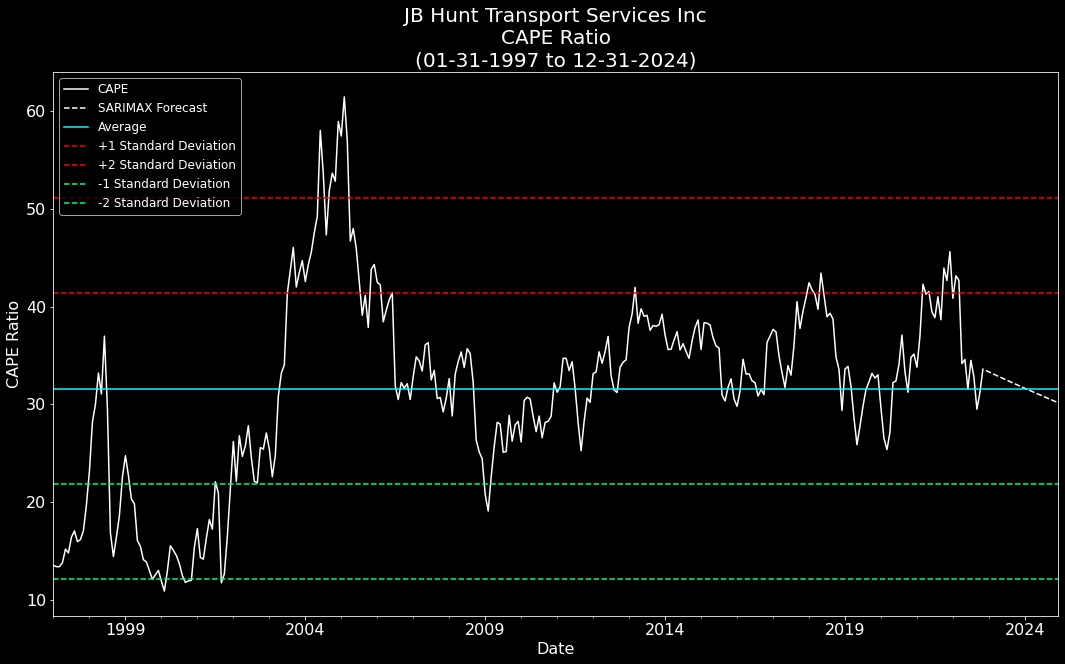 JB Hunt Transport Services Inc
CAPE Ratio
(01-31-1997 to 12-31-2024)
CAPE
SARIMAX Forecast
Average
+1 Standard Deviation
+2 Standard Deviation
-1 Standard Deviation
-2 Standard Deviation
60
50
40
30
20
10
CAPE Ratio
1999
2004
2009
2014
2019
2024
Date